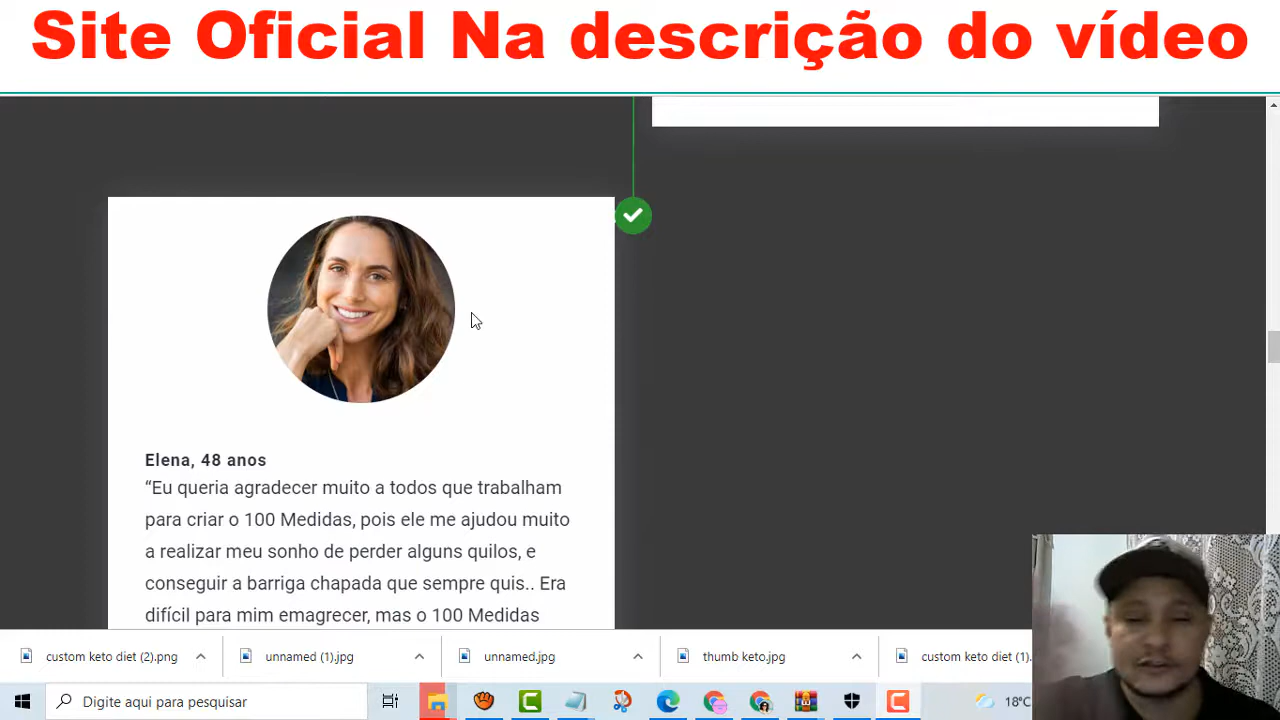 Site Oficial Na descrição do vídeo
Elena, 48 anos
“Eu queria agradecer muito a todos que trabalham
para criar o 100 Medidas, pois ele me ajudou muito
a realizar meu sonho de perder alguns quilos, e
conseguir a barriga chapada que sempre quis.. Era
difícil para mim emagrecer, mas o 100 Medidas
custom keto diet (2).png
unnamed (1).jpg
unnamed.jpg
thumb keto.jpg
custom keto diet (1).
Digite aqui para pesquisar
18°C